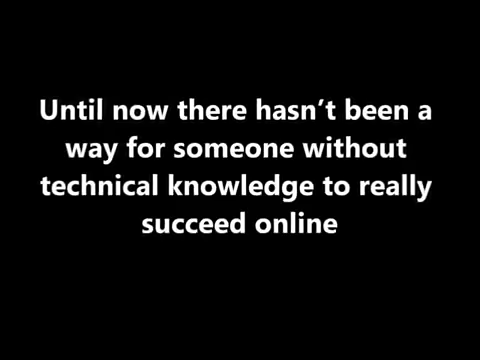 Until now there hasn’t been a
way for someone without
technical knowledge to really
succeed online